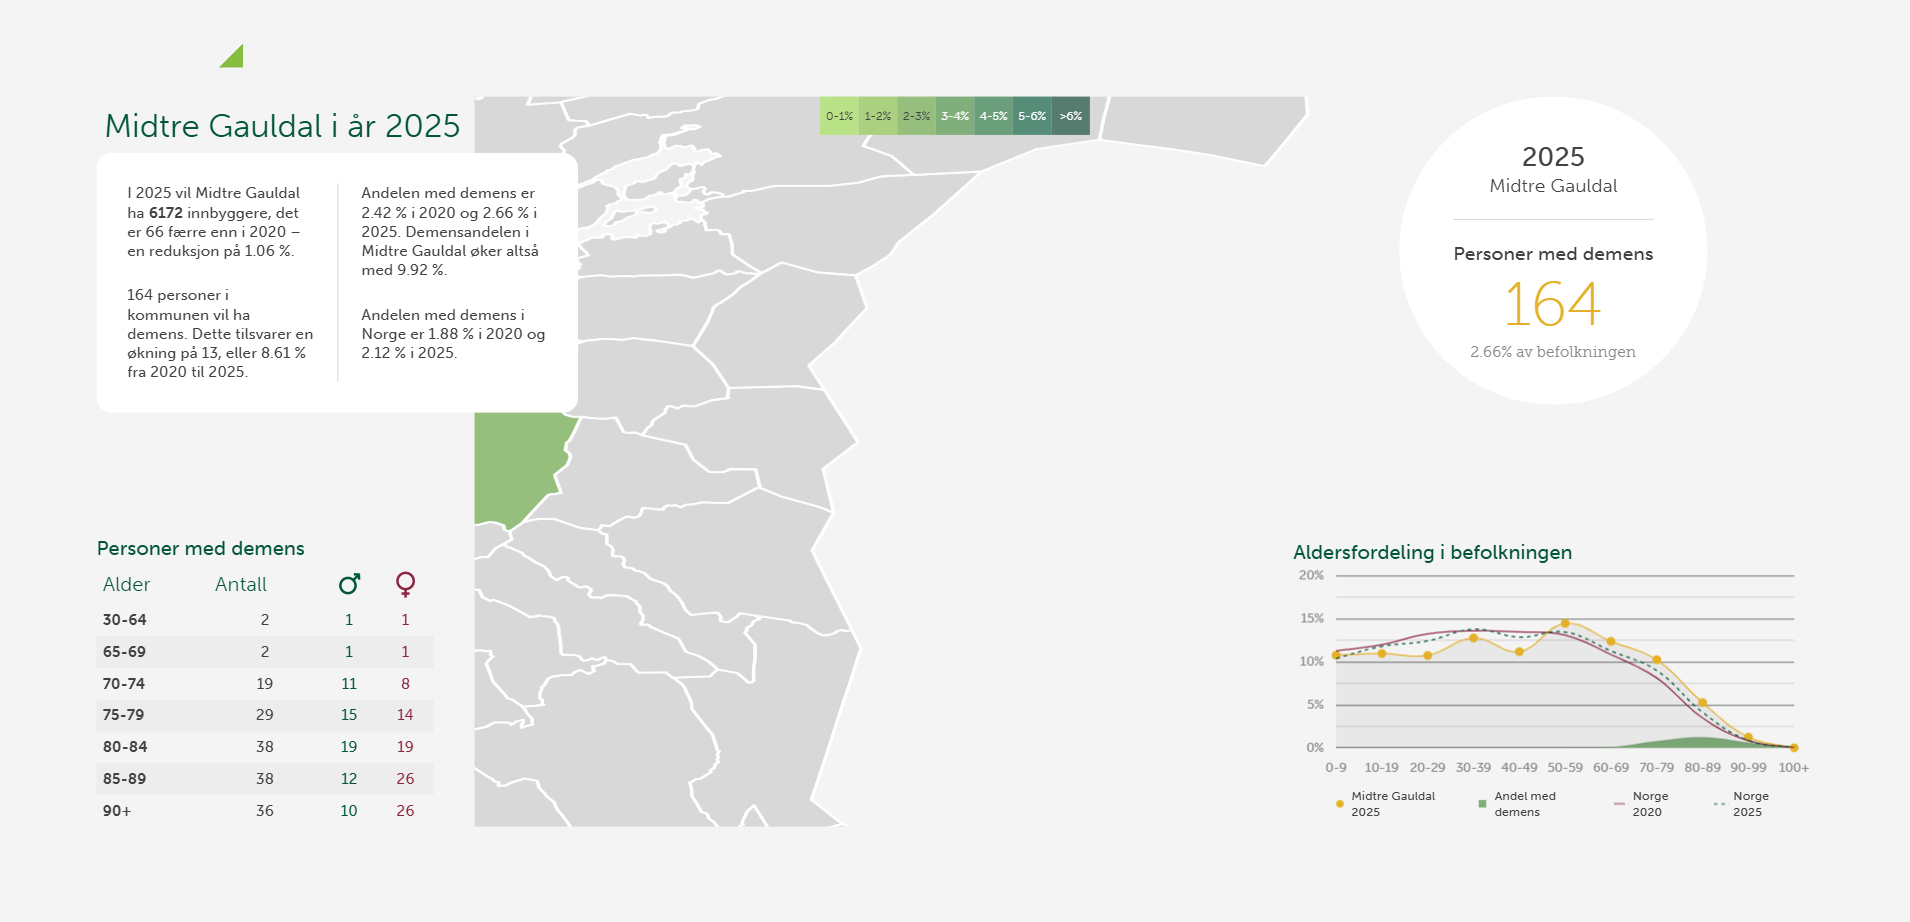 Midtre Gauldal i år 2025
0-1% 1-2% 2-3% 3-4% 4-5% 5-6% >6%
I 2025 vil Midtre Gauldal
ha 6172 innbyggere, det
er 66 færre enn i 2020 –
en reduksjon på 1.06 %.
164 personer i
kommunen vil ha
demens. Dette tilsvarer en
økning på 13, eller 8.61 %
fra 2020 til 2025.
Andelen med demens er
2.42 % i 2020 og 2.66 % i
2025. Demensandelen i
Midtre Gauldal øker altså
med 9.92 %.
Andelen med demens i
Norge er 1.88 % i 2020 og
2.12 % i 2025.
2025
Midtre Gauldal
Personer med demens
164
2.66% av befolkningen
Personer med demens
Alder Antall ♂ ♀
30-64 2 1 1
65-69 2 1 1
70-74 19 11 8
75-79 29 15 14
80-84 38 19 19
85-89 38 12 26
90+ 36 10 26
Aldersfordeling i befolkningen
20%
15%
10%
5%
0%
0-9 10-19 20-29 30-39 40-49 50-59 60-69 70-79 80-89 90-99 100+
Midtre Gauldal
2025
Andel med
demens
Norge
2020
Norge
2025